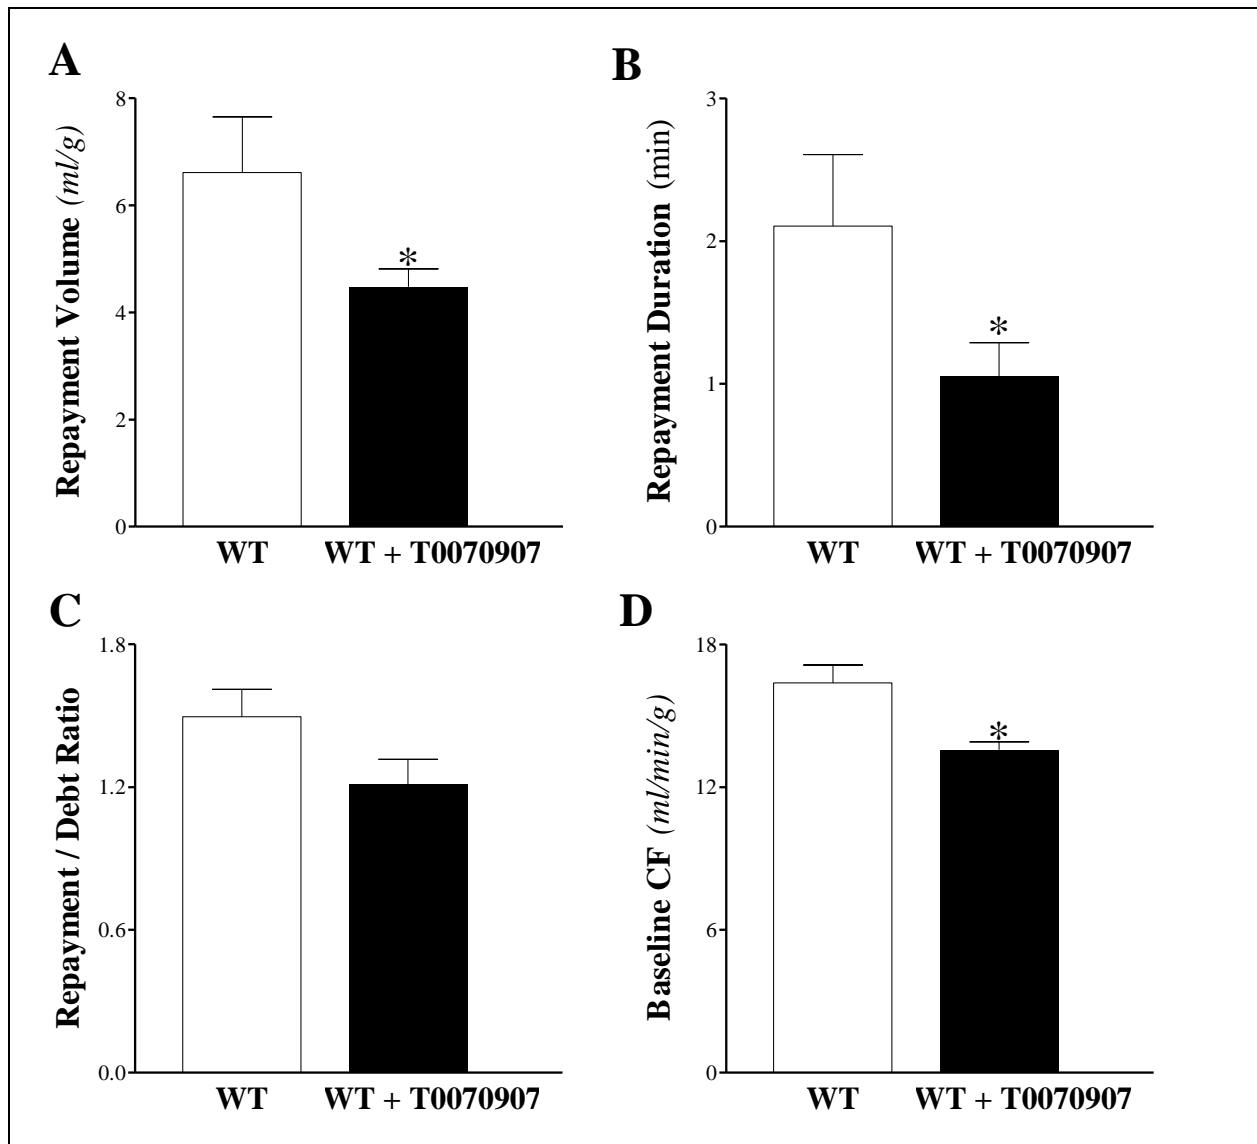 A
Repayment Volume (ml/g)
8
6
4
2
0
*
WT
WT + T0070907
B
Repayment Duration (min)
3
2
1
0
*
WT
WT + T0070907
C
Repayment / Debt Ratio
1.8
1.2
0.6
0.0
WT
WT + T0070907
D
Baseline CF (ml/min/g)
18
12
6
0
*
WT
WT + T0070907